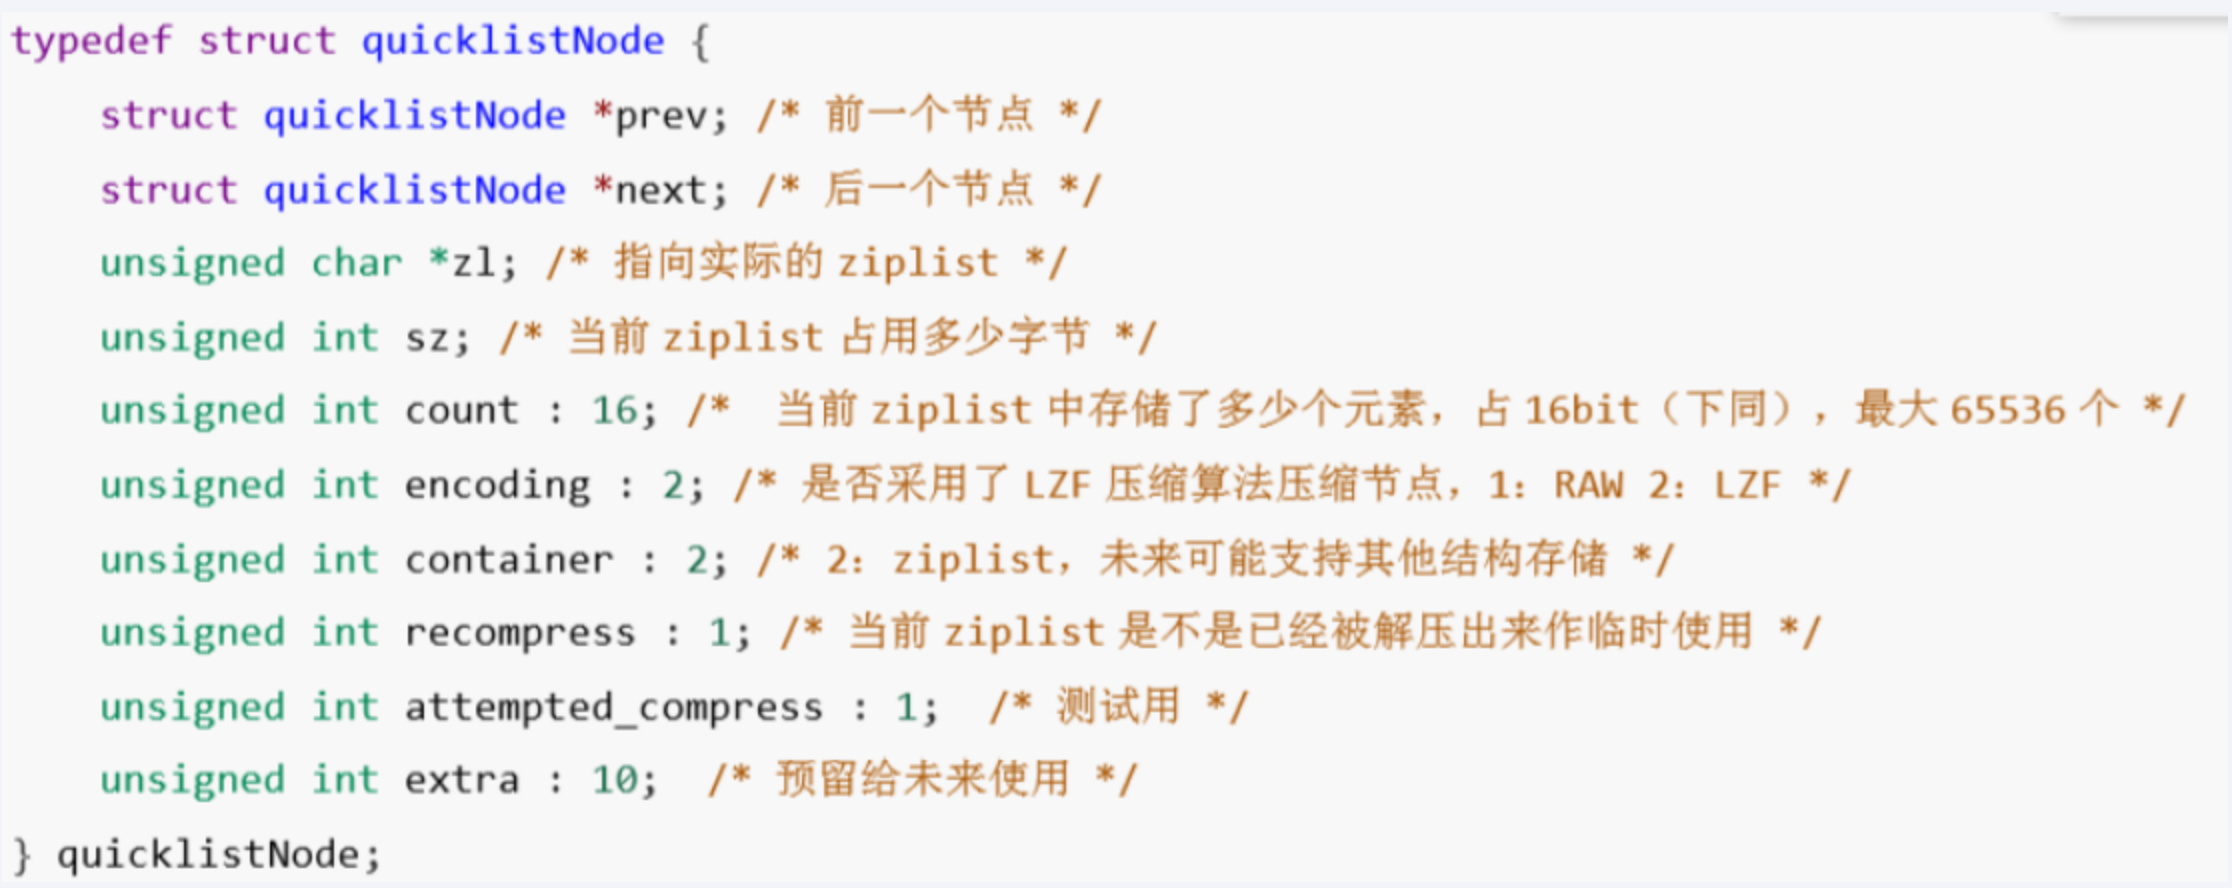 typedef struct quicklistNode {
struct quicklistNode *prev; /* 前一个节点 */
struct quicklistNode *next; /* 后一个节点 */
unsigned char *zl; /* 指向实际的 ziplist */
unsigned int sz; /* 当前 ziplist 占用多少字节 */
unsigned int count : 16; /* 当前 ziplist 中存储了多少个元素，占 16bit（下同），最大 65536 个 */
unsigned int encoding : 2; /* 是否采用了 LZF 压缩算法压缩节点，1：RAW 2：LZF */
unsigned int container : 2; /* 2：ziplist，未来可能支持其他结构存储 */
unsigned int recompress : 1; /* 当前 ziplist 是不是已经被解压出来作临时使用 */
unsigned int attempted_compress : 1; /* 测试用 */
unsigned int extra : 10; /* 预留给未来使用 */
} quicklistNode;